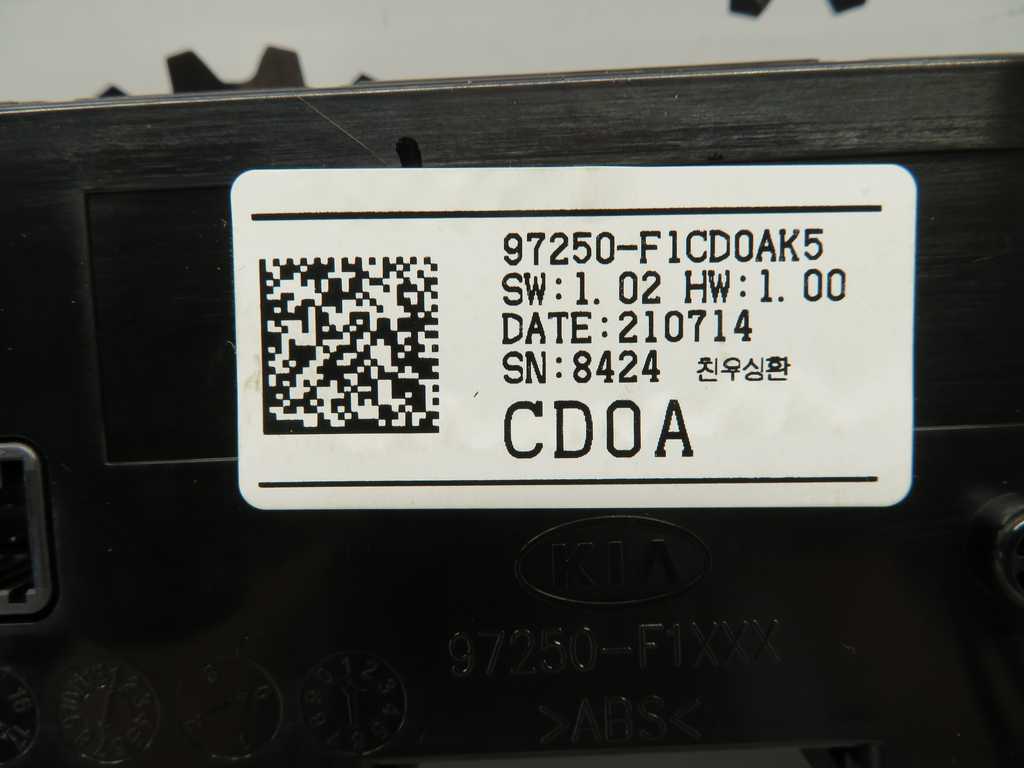 97250-F1CD0AK5
SW:1.02 HW:1.00
DATE:210714
SN:8424 친우싱환
CD0A
KIA
97250-F1XXX
>ABS<